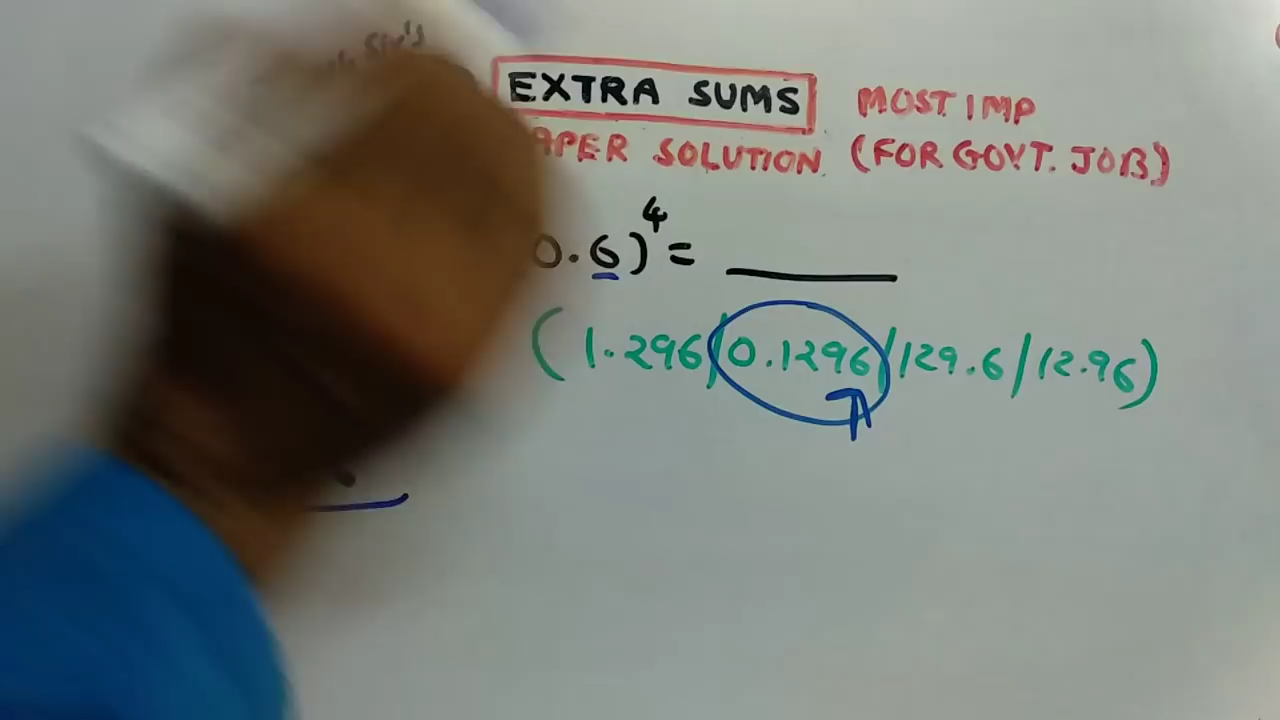 EXTRA SUMS MOST IMP
SOLUTION (FOR GOVT. JOB)
0.6)⁴ = ______
(1.296/0.1296/129.6/12.96)